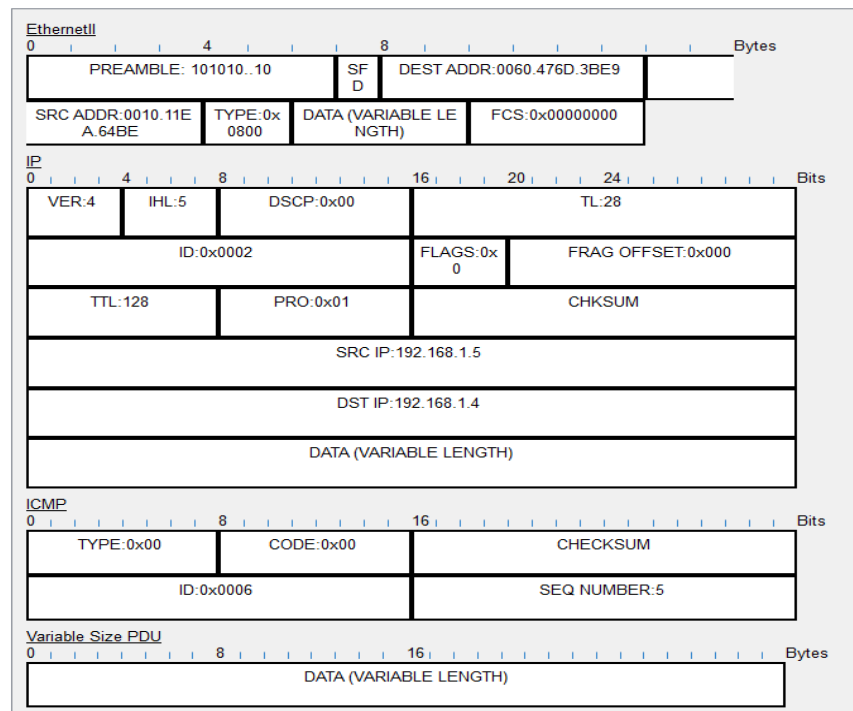 EthernetII
0 4 8 Bytes
PREAMBLE: 101010..10 SF DEST ADDR:0060.476D.3BE9
D
SRC ADDR:0010.11E TYPE:0x DATA (VARIABLE LE FCS:0x00000000
A.64BE 0800 NGTH)
IP
0 4 8 16 20 24 Bits
VER:4 IHL:5 DSCP:0x00 TL:28
ID:0x0002 FLAGS:0x FRAG OFFSET:0x000
0
TTL:128 PRO:0x01 CHKSUM
SRC IP:192.168.1.5
DST IP:192.168.1.4
DATA (VARIABLE LENGTH)
ICMP
0 8 16 Bits
TYPE:0x00 CODE:0x00 CHECKSUM
ID:0x0006 SEQ NUMBER:5
Variable Size PDU
0 8 16 Bytes
DATA (VARIABLE LENGTH)